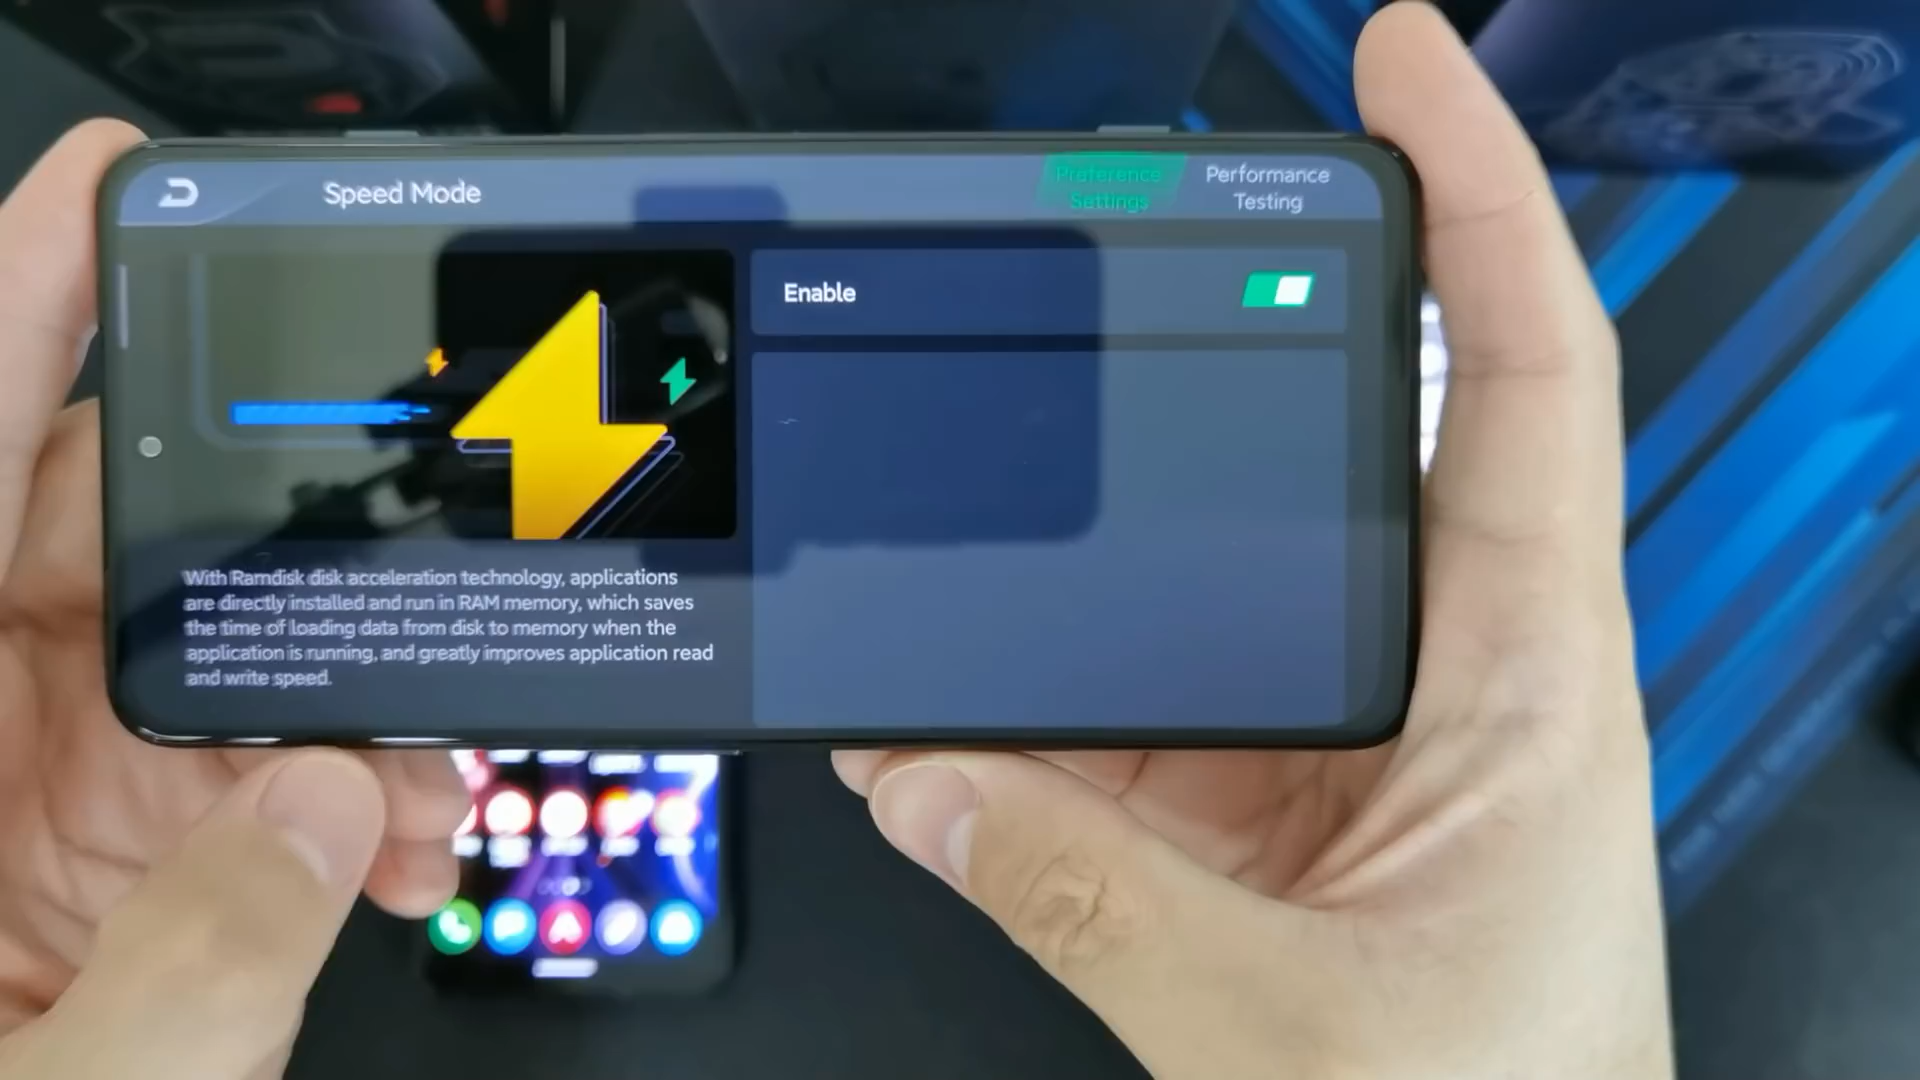 Speed Mode
Preference
Settings
Performance
Testing
Enable
With Ramdisk disk acceleration technology, applications
are directly installed and run in RAM memory, which saves
the time of loading data from disk to memory when the
application is running, and greatly improves application read
and write speed.